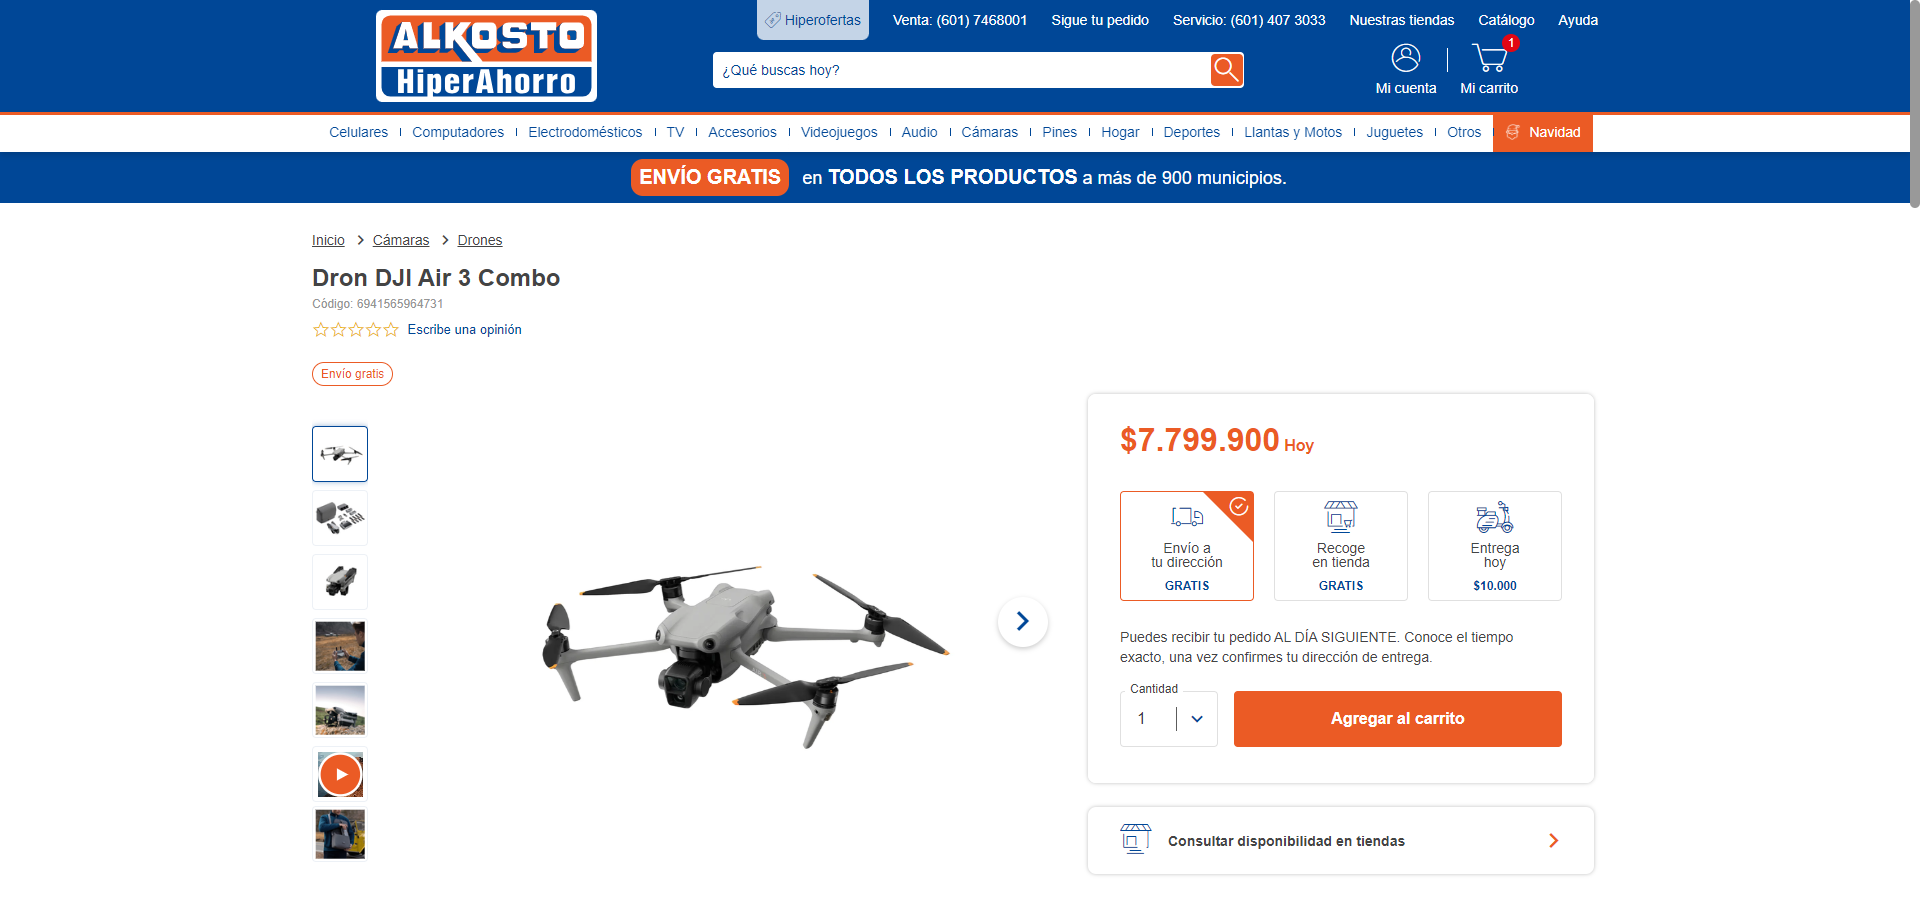 ALKOSTO
HiperAhorro
Hiperofertas
Venta: (601) 7468001
Sigue tu pedido
Servicio: (601) 407 3033
Nuestras tiendas
Catálogo
Ayuda
¿Qué buscas hoy?
Mi cuenta
1
Mi carrito
Celulares
Computadores
Electrodomésticos
TV
Accesorios
Videojuegos
Audio
Cámaras
Pines
Hogar
Deportes
Llantas y Motos
Juguetes
Otros
Navidad
ENVÍO GRATIS en TODOS LOS PRODUCTOS a más de 900 municipios.
Inicio
Cámaras
Drones
Dron DJI Air 3 Combo
Código: 6941565964731
Escribe una opinión
Envío gratis
$7.799.900 Hoy
Envío a
tu dirección
GRATIS
Recoge
en tienda
GRATIS
Entrega
hoy
$10.000
Puedes recibir tu pedido AL DÍA SIGUIENTE. Conoce el tiempo
exacto, una vez confirmes tu dirección de entrega.
Cantidad
1
Agregar al carrito
Consultar disponibilidad en tiendas